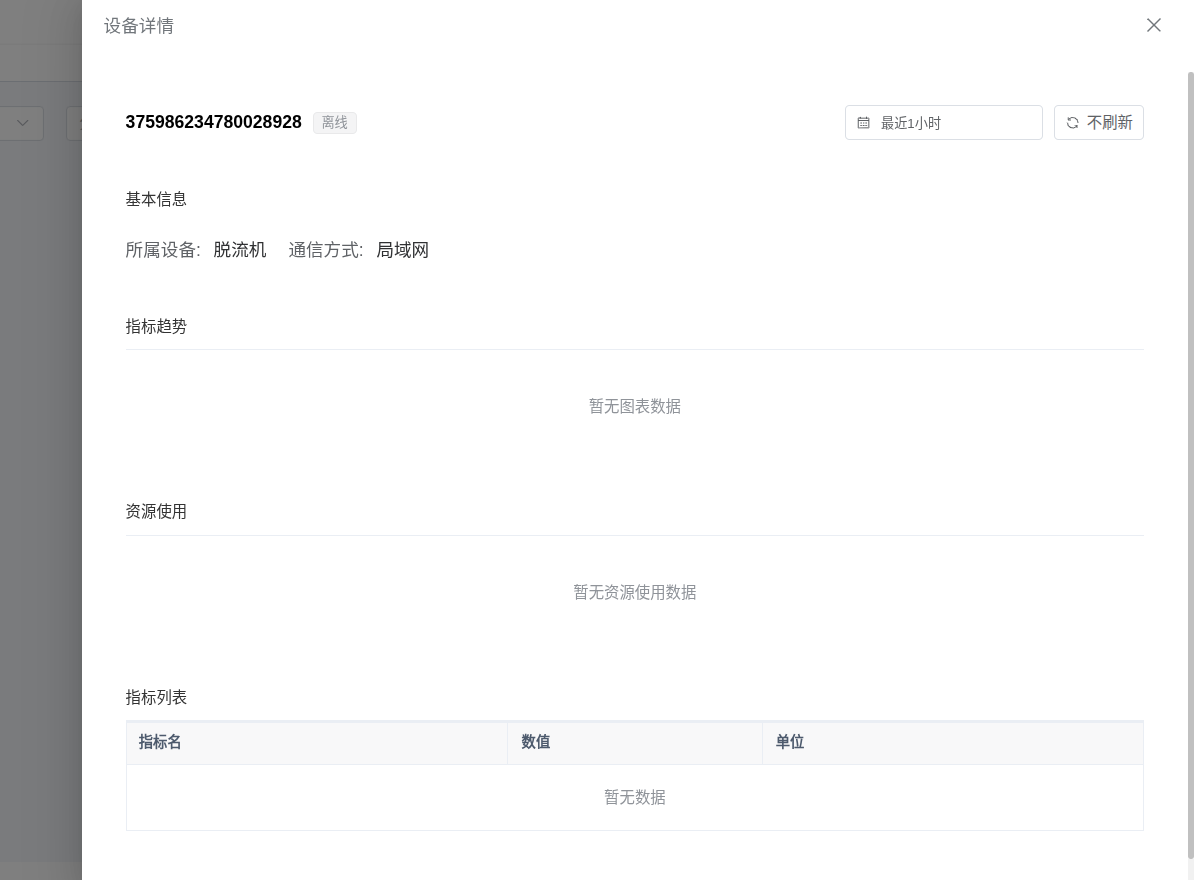 设备详情
375986234780028928 离线 最近1小时 不刷新
基本信息
所属设备: 脱流机 通信方式: 局域网
指标趋势
暂无图表数据
资源使用
暂无资源使用数据
指标列表
指标名 数值 单位
暂无数据